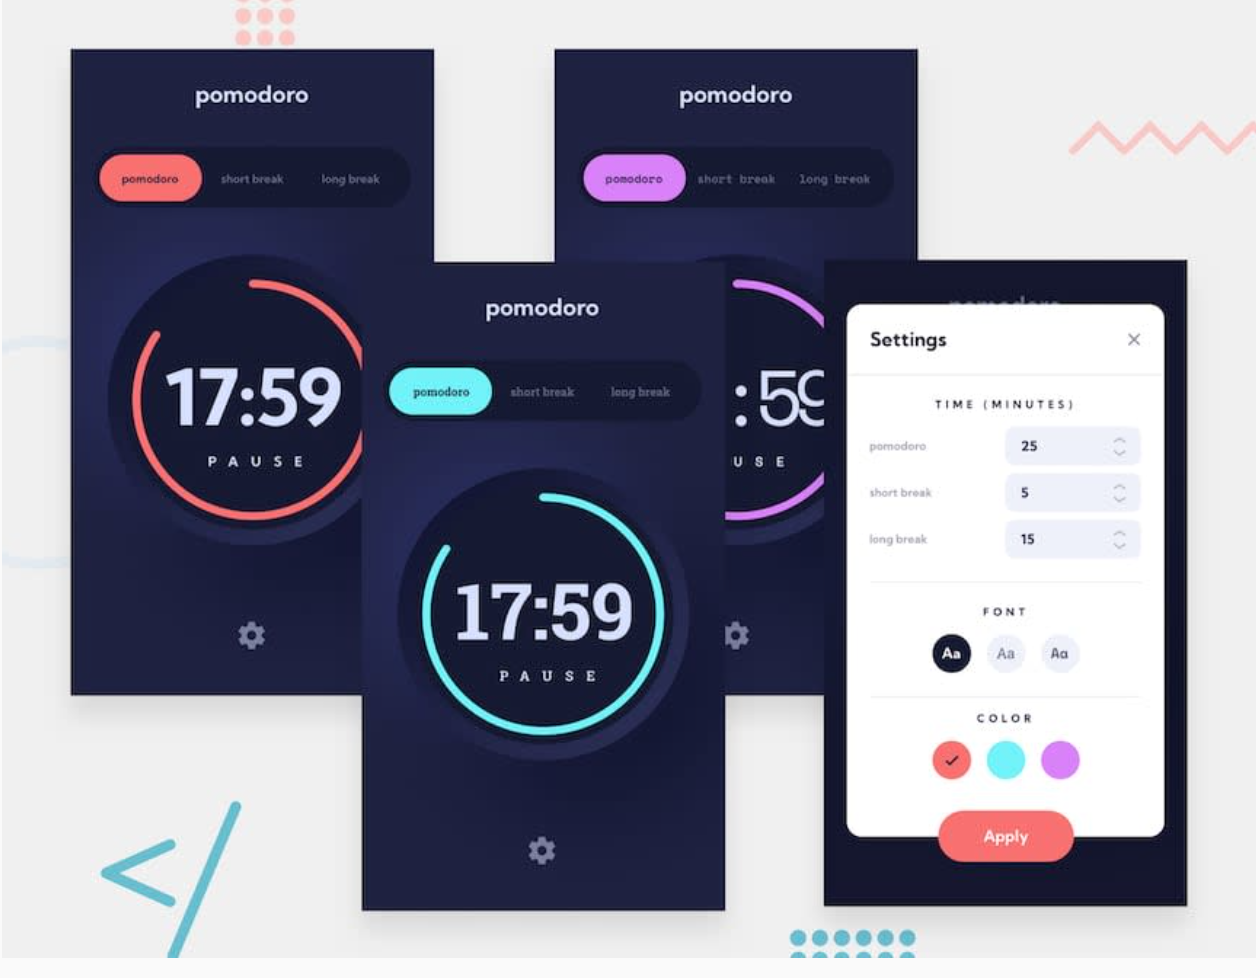 pomodoro
pomodoro short break long break
17:59
PAUSE
pomodoro
pomodoro short break long break
:59
USE
pomodoro
pomodoro short break long break
17:59
PAUSE
pomodoro
Settings
TIME (MINUTES)
pomodoro 25
short break 5
long break 15
FONT
Aa Aa Aa
COLOR
Apply